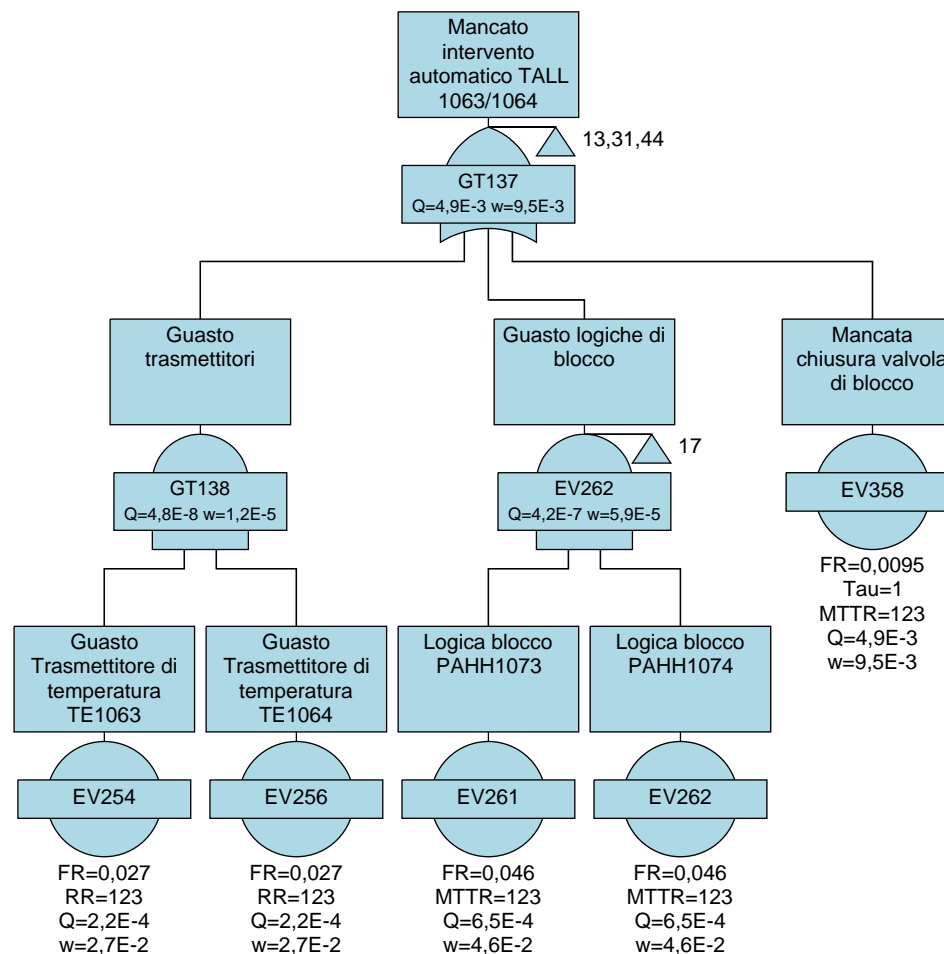 Mancato
intervento
automatico TALL
1063/1064
13,31,44
GT137
Q=4,9E-3 w=9,5E-3
Guasto
trasmettitori
Guasto logiche di
blocco
Mancata
chiusura valvola
di blocco
17
GT138
Q=4,8E-8 w=1,2E-5
EV262
Q=4,2E-7 w=5,9E-5
EV358
FR=0,0095
Tau=1
MTTR=123
Q=4,9E-3
w=9,5E-3
Guasto
Trasmettitore di
temperatura
TE1063
Guasto
Trasmettitore di
temperatura
TE1064
Logica blocco
PAHH1073
Logica blocco
PAHH1074
EV254
FR=0,027
RR=123
Q=2,2E-4
w=2,7E-2
EV256
FR=0,027
RR=123
Q=2,2E-4
w=2,7E-2
EV261
FR=0,046
MTTR=123
Q=6,5E-4
w=4,6E-2
EV262
FR=0,046
MTTR=123
Q=6,5E-4
w=4,6E-2